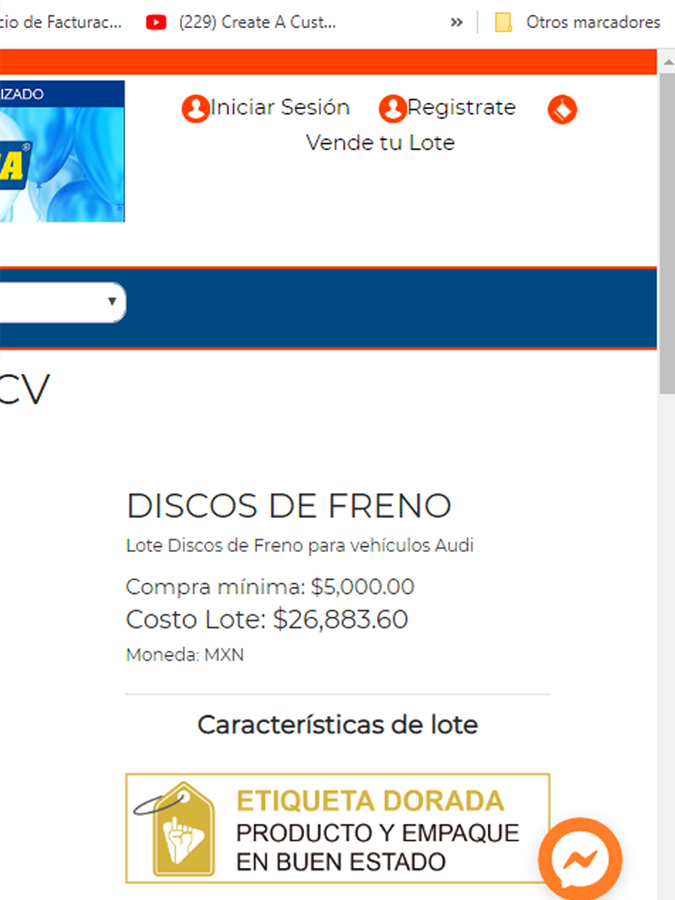 cio de Facturac...
(229) Create A Cust...
»
Otros marcadores
IZADO
A®
Iniciar Sesión
Registrate
Vende tu Lote
CV
DISCOS DE FRENO
Lote Discos de Freno para vehículos Audi
Compra mínima: $5,000.00
Costo Lote: $26,883.60
Moneda: MXN
Características de lote
ETIQUETA DORADA
PRODUCTO Y EMPAQUE
EN BUEN ESTADO